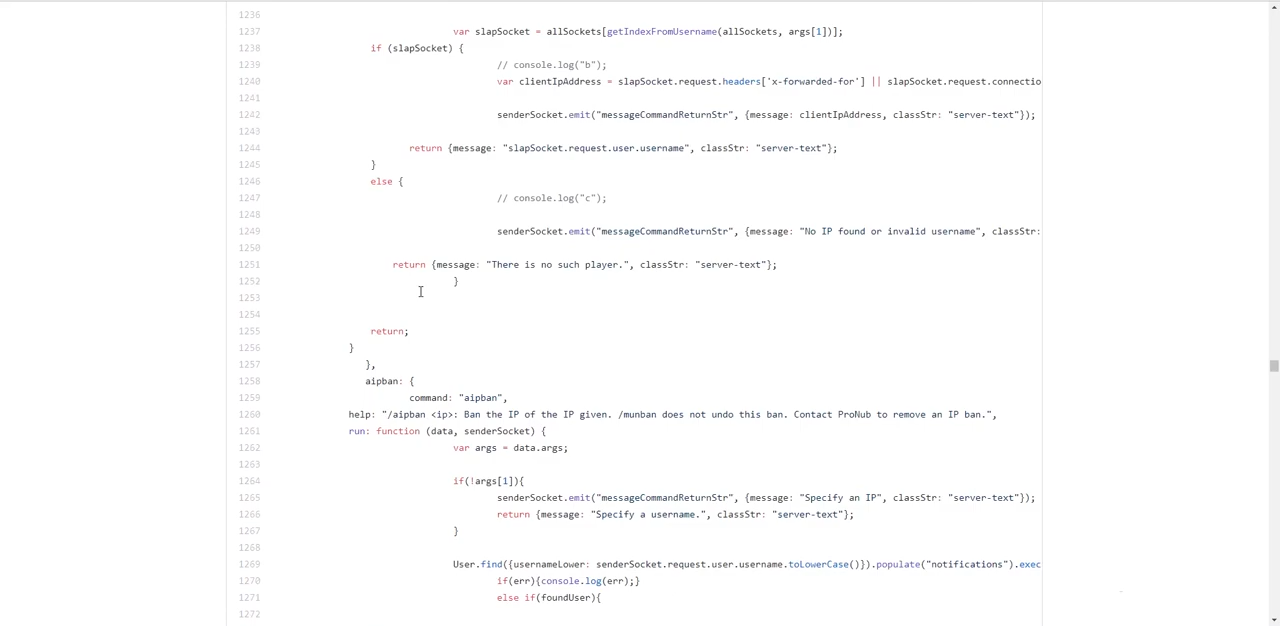 1236
1237 var slapSocket = allSockets[getIndexFromUsername(allSockets, args[1])];
1238 if (slapSocket) {
1239 // console.log("b");
1240 var clientIpAddress = slapSocket.request.headers['x-forwarded-for'] || slapSocket.request.connectio
1241
1242 senderSocket.emit("messageCommandReturnStr", {message: clientIpAddress, classStr: "server-text"});
1243
1244 return {message: "slapSocket.request.user.username", classStr: "server-text"};
1245 }
1246 else {
1247 // console.log("c");
1248
1249 senderSocket.emit("messageCommandReturnStr", {message: "No IP found or invalid username", classStr:
1250
1251 return {message: "There is no such player.", classStr: "server-text"};
1252 }
1253
1254
1255 return;
1256 }
1257 },
1258 aipban: {
1259 command: "aipban",
1260 help: "/aipban <ip>: Ban the IP of the IP given. /munban does not undo this ban. Contact ProNub to remove an IP ban.",
1261 run: function (data, senderSocket) {
1262 var args = data.args;
1263
1264 if(!args[1]){
1265 senderSocket.emit("messageCommandReturnStr", {message: "Specify an IP", classStr: "server-text"});
1266 return {message: "Specify a username.", classStr: "server-text"};
1267 }
1268
1269 User.find({usernameLower: senderSocket.request.user.username.toLowerCase()}).populate("notifications").exec
1270 if(err){console.log(err);}
1271 else if(foundUser){
1272